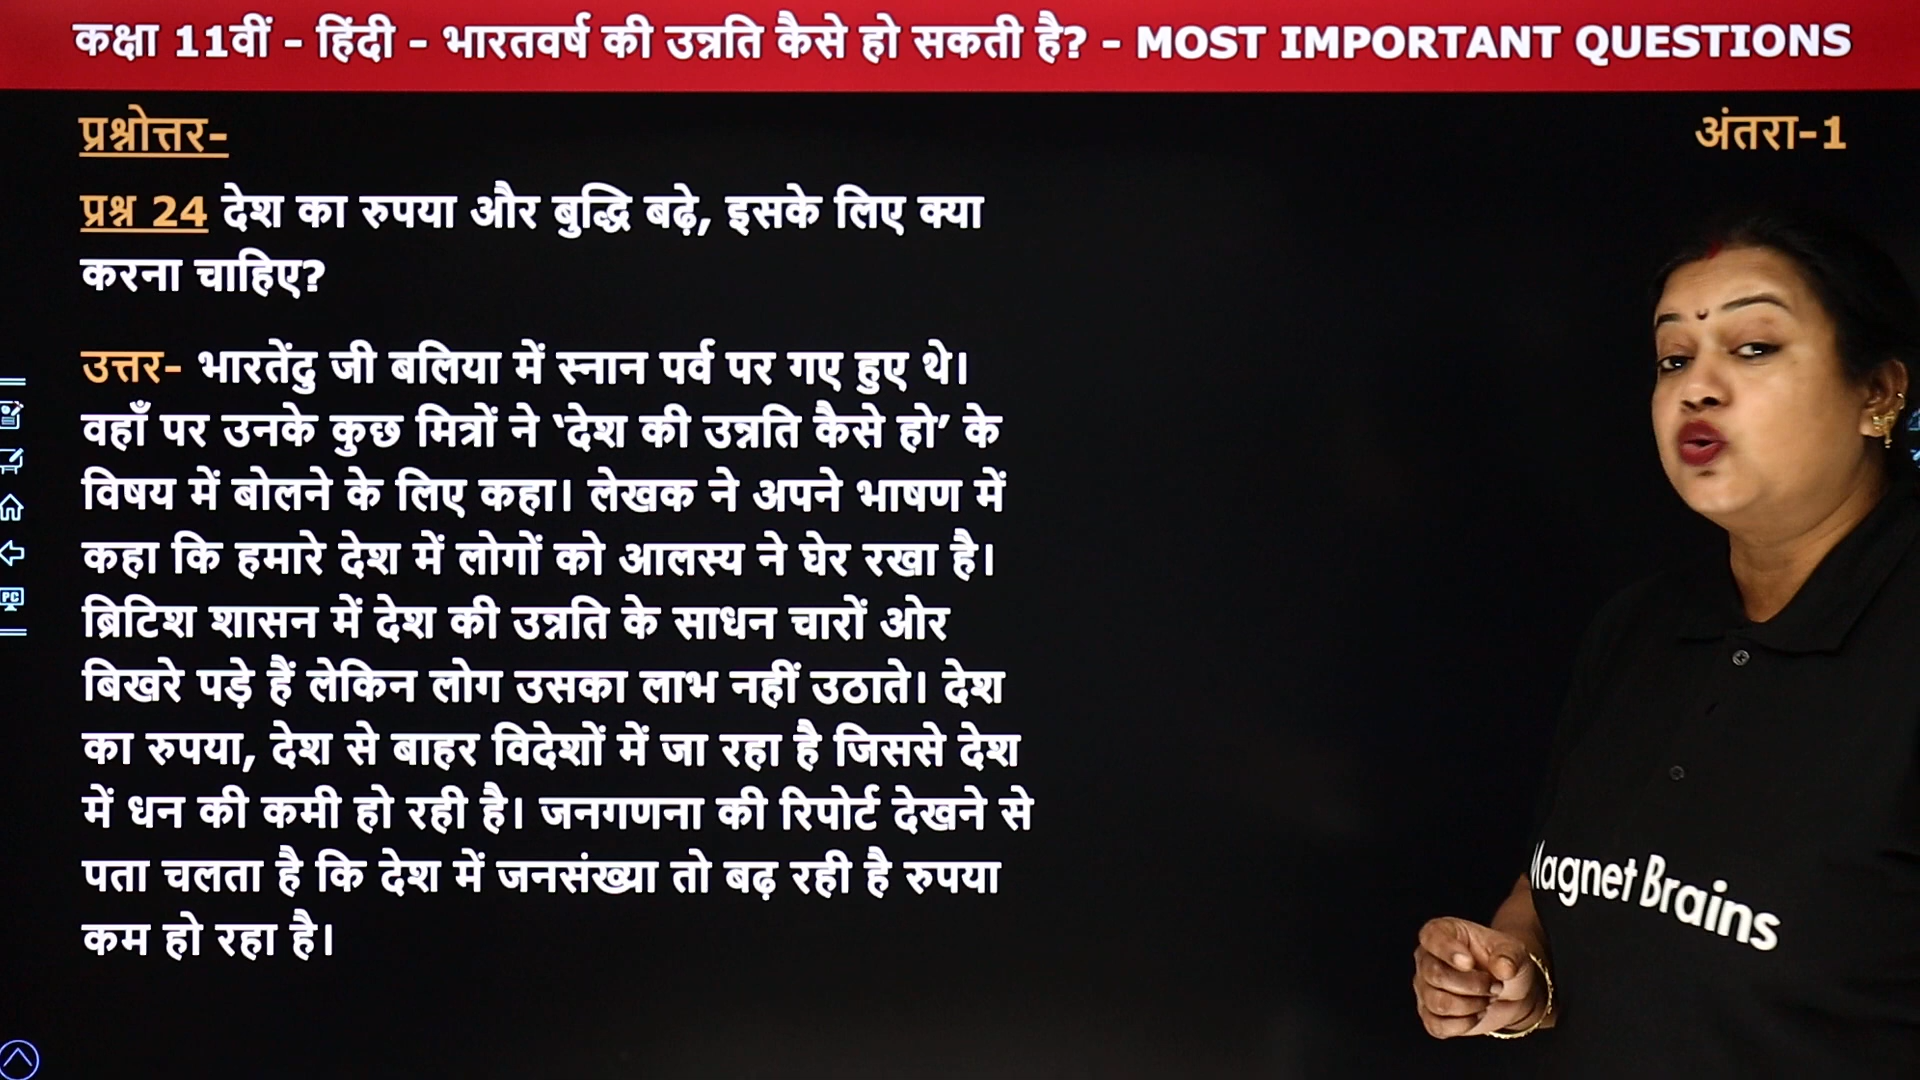 कक्षा 11वीं - हिंदी - भारतवर्ष की उन्नति कैसे हो सकती है? - MOST IMPORTANT QUESTIONS
प्रश्नोत्तर-
अंतरा-1
प्रश्न 24 देश का रुपया और बुद्धि बढ़े, इसके लिए क्या
करना चाहिए?
उत्तर- भारतेंदु जी बलिया में स्नान पर्व पर गए हुए थे।
वहाँ पर उनके कुछ मित्रों ने ‘देश की उन्नति कैसे हो’ के
विषय में बोलने के लिए कहा। लेखक ने अपने भाषण में
कहा कि हमारे देश में लोगों को आलस्य ने घेर रखा है।
ब्रिटिश शासन में देश की उन्नति के साधन चारों ओर
बिखरे पड़े हैं लेकिन लोग उसका लाभ नहीं उठाते। देश
का रुपया, देश से बाहर विदेशों में जा रहा है जिससे देश
में धन की कमी हो रही है। जनगणना की रिपोर्ट देखने से
पता चलता है कि देश में जनसंख्या तो बढ़ रही है रुपया
कम हो रहा है।
PC
Magnet Brains